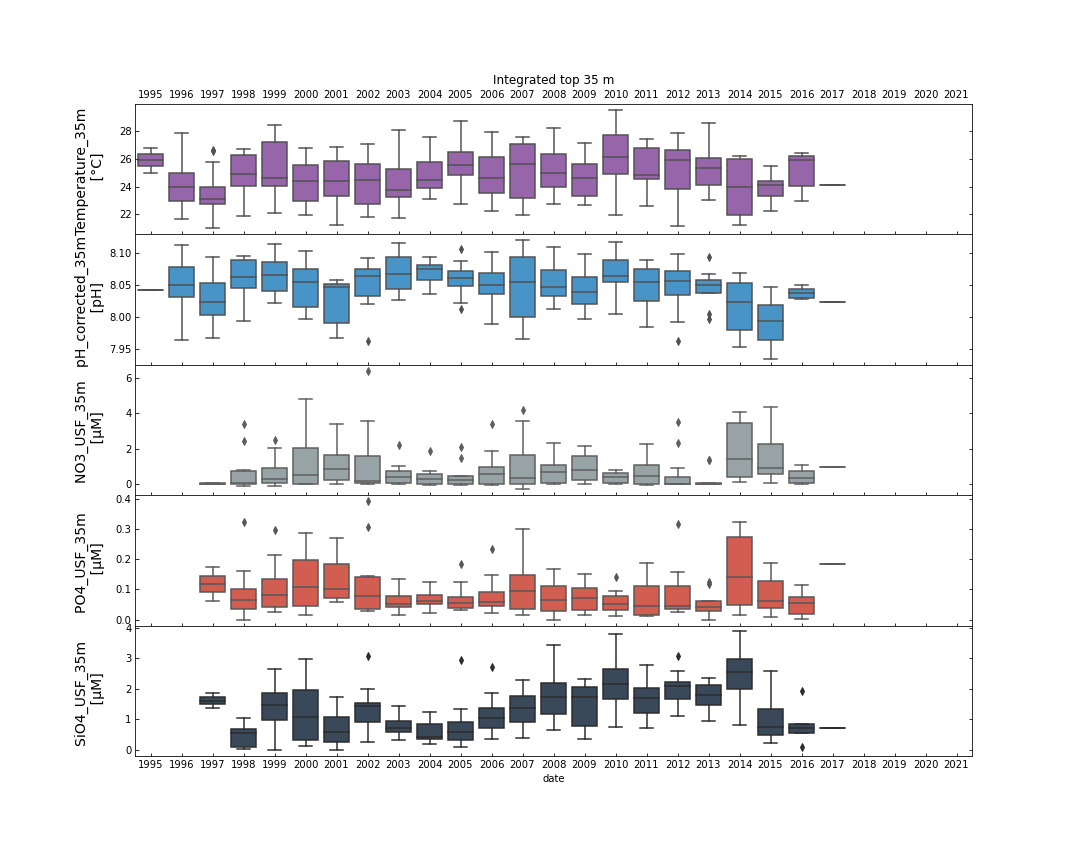 Integrated top 35 m
1995 1996 1997 1998 1999 2000 2001 2002 2003 2004 2005 2006 2007 2008 2009 2010 2011 2012 2013 2014 2015 2016 2017 2018 2019 2020 2021
Temperature_35m
[°C]
28
26
24
22
pH_corrected_35m
[pH]
8.10
8.05
8.00
7.95
NO3_USF_35m
[µM]
6
4
2
0
PO4_USF_35m
[µM]
0.4
0.3
0.2
0.1
0.0
SiO4_USF_35m
[µM]
4
3
2
1
0
1995 1996 1997 1998 1999 2000 2001 2002 2003 2004 2005 2006 2007 2008 2009 2010 2011 2012 2013 2014 2015 2016 2017 2018 2019 2020 2021
date